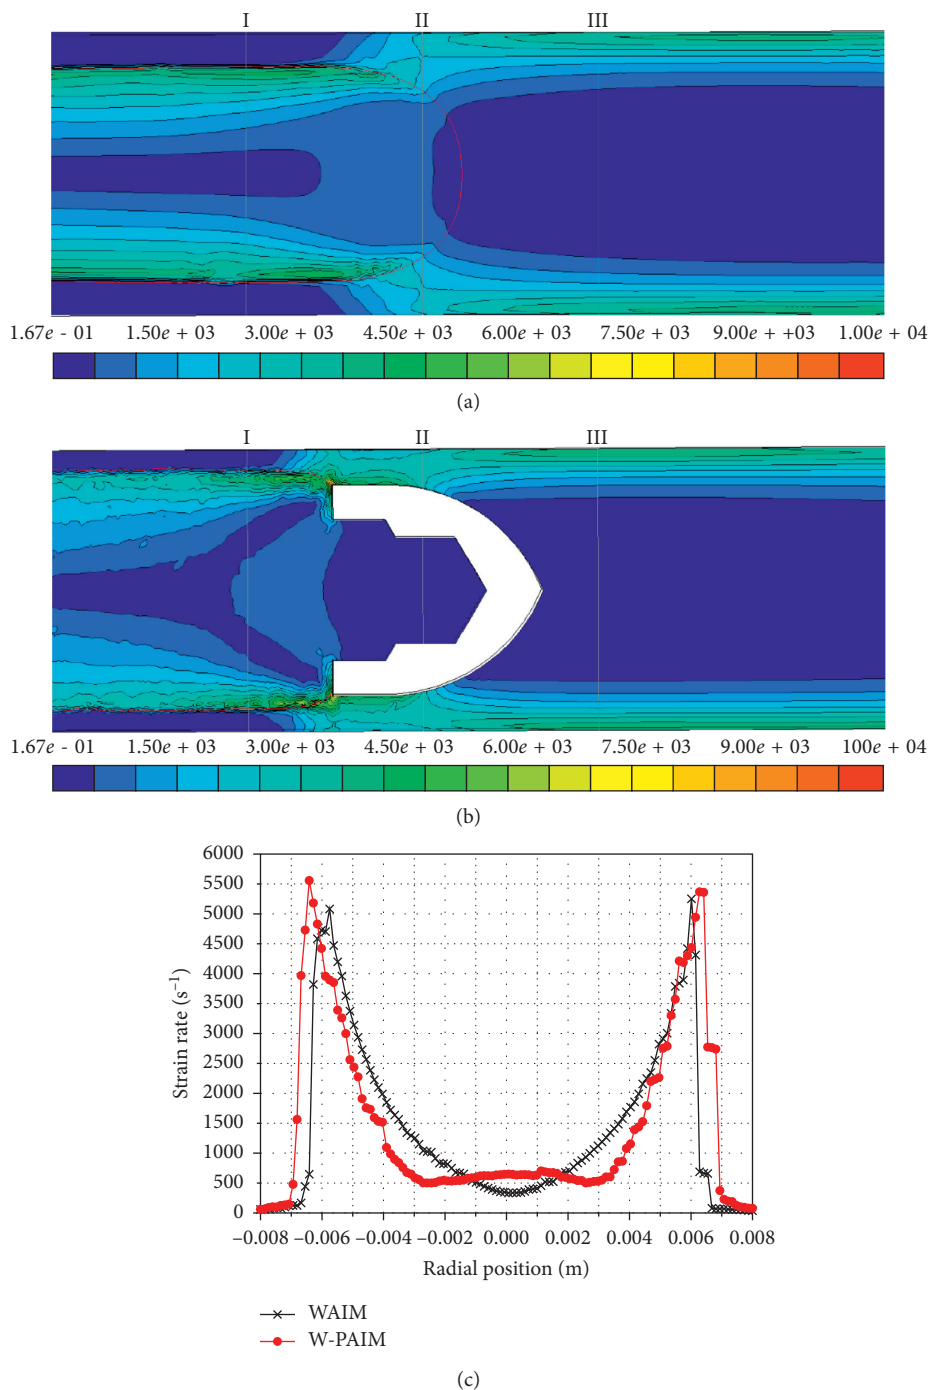 I II III
1.67e - 01 1.50e + 03 3.00e + 03 4.50e + 03 6.00e + 03 7.50e + 03 9.00e + +03 1.00e + 04
(a)
I II III
1.67e - 01 1.50e + 03 3.00e + 03 4.50e + 03 6.00e + 03 7.50e + 03 9.00e + 03 100e + 04
(b)
6000
5500
5000
4500
4000
3500
3000
2500
2000
1500
1000
500
0
Strain rate (s⁻¹)
−0.008 −0.006 −0.004 −0.002 0.000 0.002 0.004 0.006 0.008
Radial position (m)
WAIM
W-PAIM
(c)